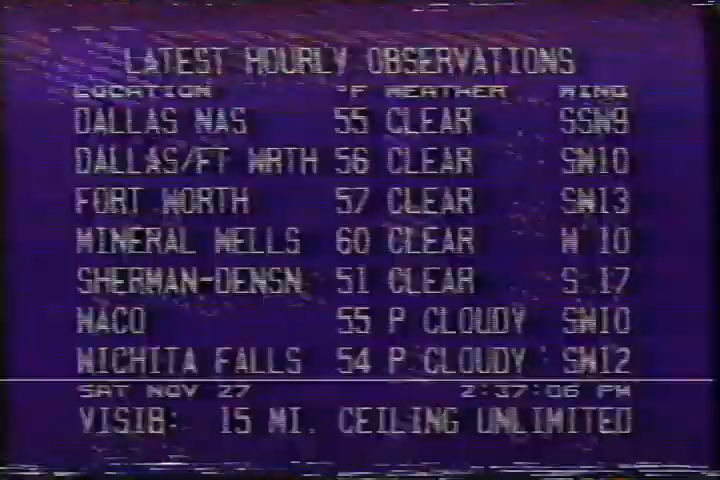 LATEST HOURLY OBSERVATIONS
LOCATION °F WEATHER WIND
DALLAS NAS 55 CLEAR SSW9
DALLAS/FT WRTH 56 CLEAR SW10
FORT WORTH 57 CLEAR SW13
MINERAL WELLS 60 CLEAR W 10
SHERMAN-DENSN 51 CLEAR S 17
WACO 55 P CLOUDY SW10
WICHITA FALLS 54 P CLOUDY SW12
SAT NOV 27 2:37:06 PM
VISIB: 15 MI. CEILING UNLIMITED